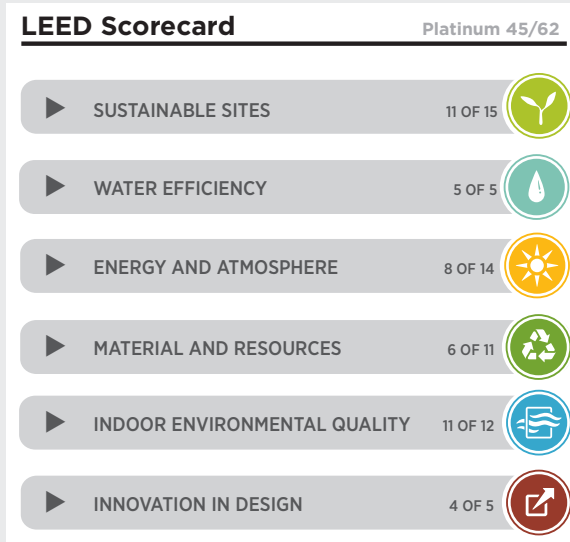 LEED Scorecard Platinum 45/62
SUSTAINABLE SITES 11 OF 15
WATER EFFICIENCY 5 OF 5
ENERGY AND ATMOSPHERE 8 OF 14
MATERIAL AND RESOURCES 6 OF 11
INDOOR ENVIRONMENTAL QUALITY 11 OF 12
INNOVATION IN DESIGN 4 OF 5